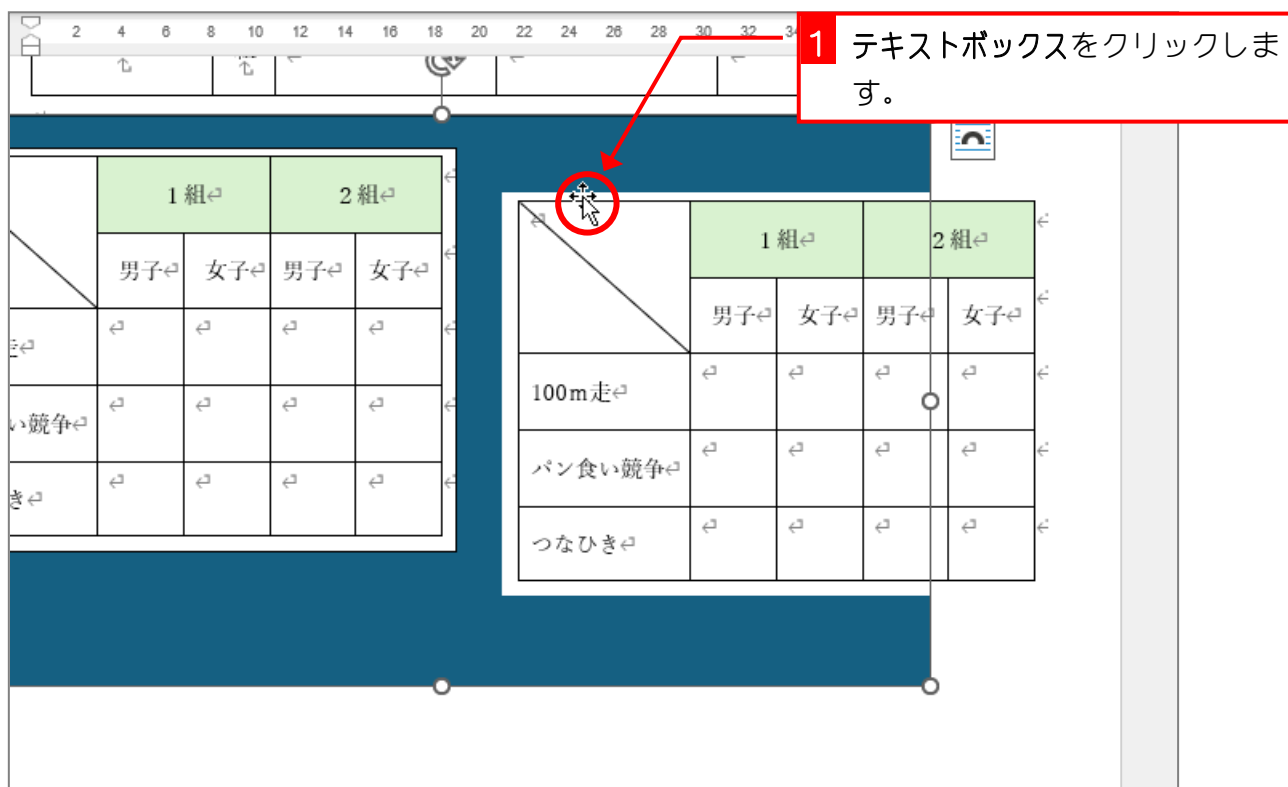 2 4 6 8 10 12 14 16 18 20 22 24 26 28 30 32
1 テキストボックスをクリックしま
す。
1組 2組
男子 女子 男子 女子
い競争
き
1組 2組
男子 女子 男子 女子
100m走
パン食い競争
つなひき